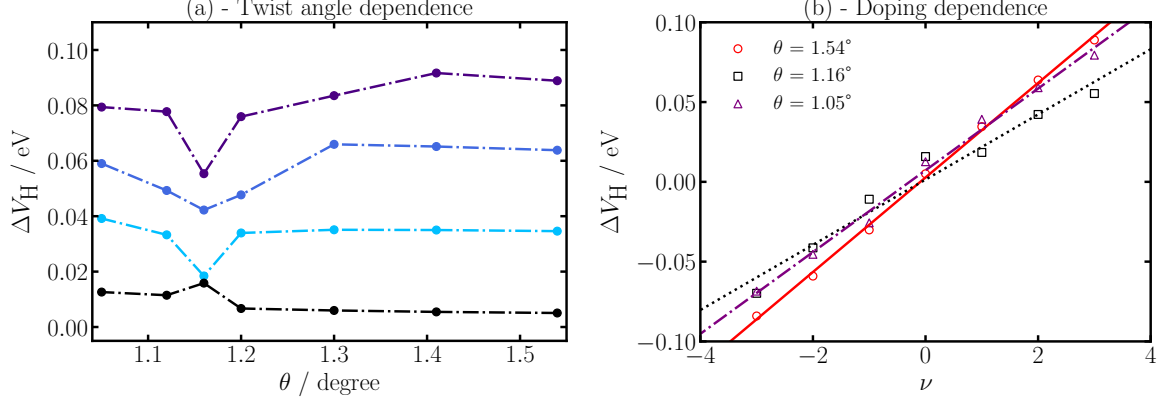 (a) - Twist angle dependence
0.10
0.08
0.06
0.04
0.02
0.00
ΔV_H / eV
1.1 1.2 1.3 1.4 1.5
θ / degree
(b) - Doping dependence
θ = 1.54°
θ = 1.16°
θ = 1.05°
0.10
0.05
0.00
−0.05
−0.10
ΔV_H / eV
−4 −2 0 2 4
ν